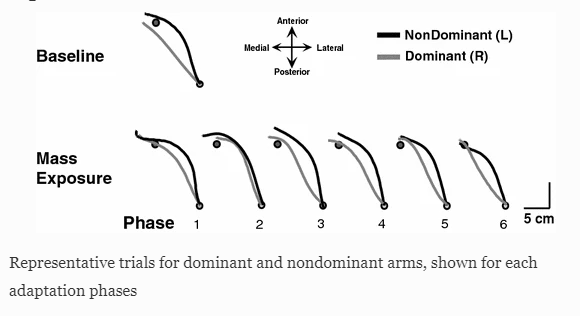 Anterior
Medial
Lateral
Posterior
NonDominant (L)
Dominant (R)
Baseline
Mass
Exposure
Phase 1 2 3 4 5 6
5 cm
Representative trials for dominant and nondominant arms, shown for each
adaptation phases